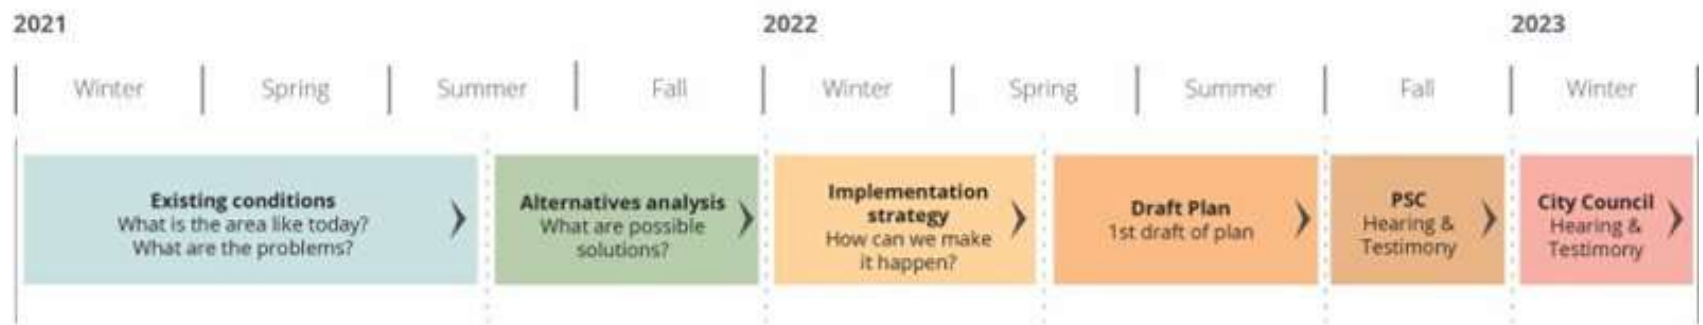 2021 2022 2023
Winter Spring Summer Fall Winter Spring Summer Fall Winter
Existing conditions
What is the area like today?
What are the problems?
Alternatives analysis
What are possible
solutions?
Implementation
strategy
How can we make
it happen?
Draft Plan
1st draft of plan
PSC
Hearing &
Testimony
City Council
Hearing &
Testimony